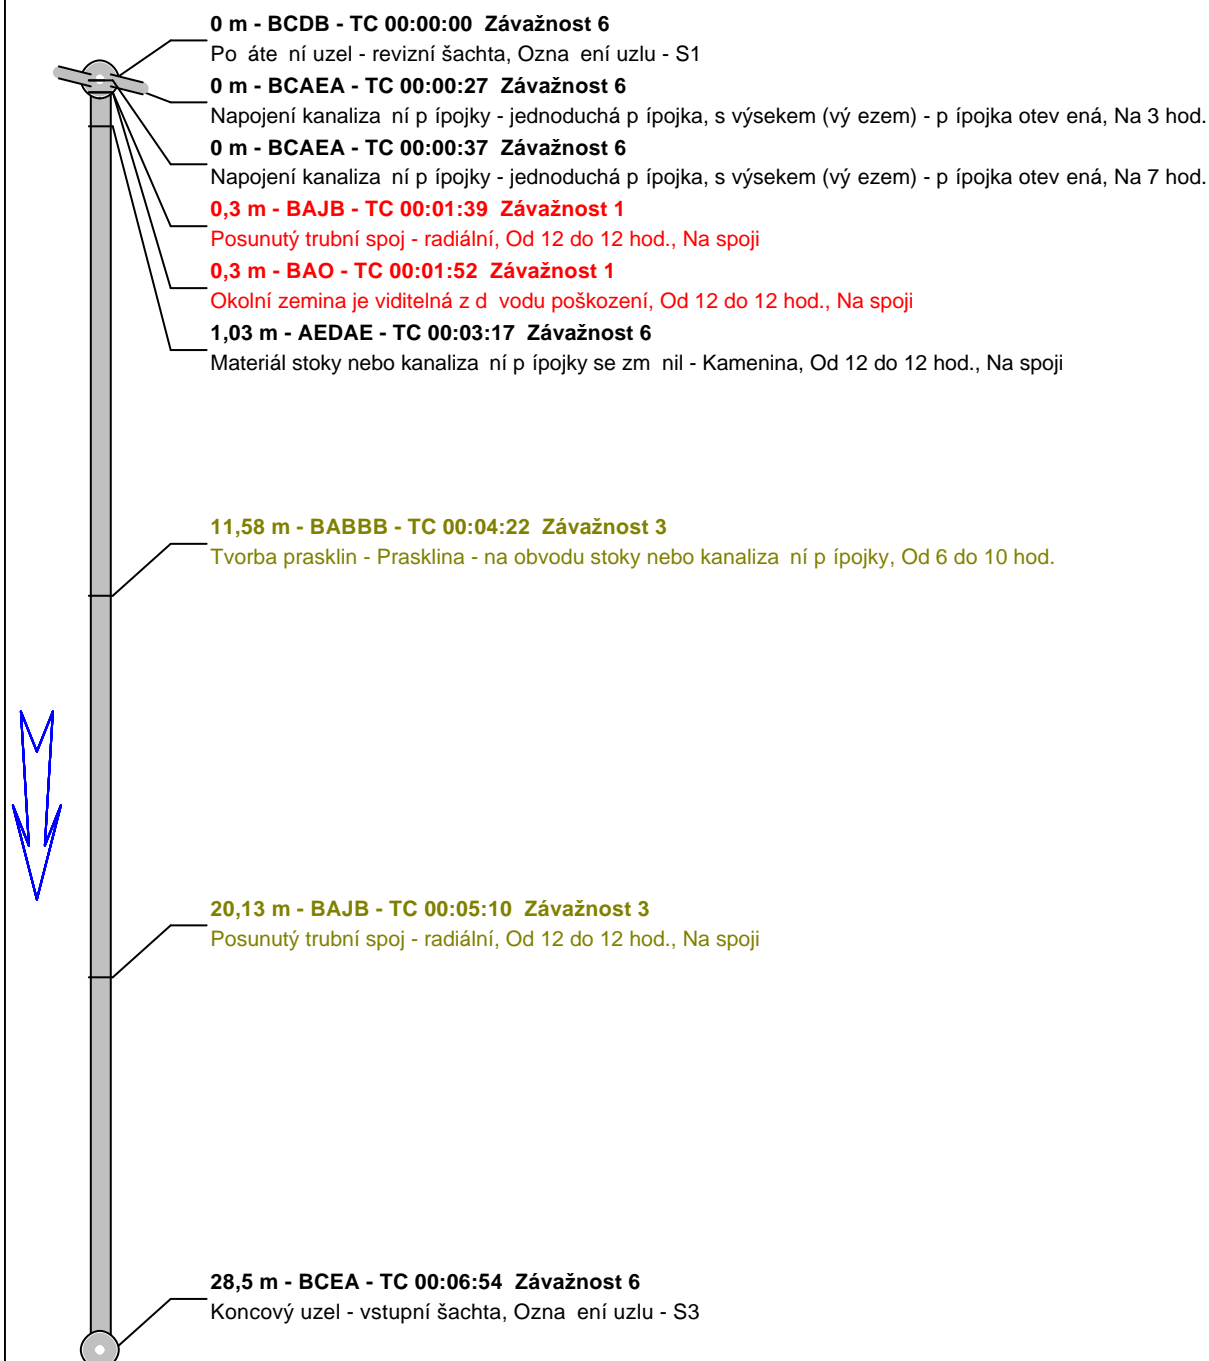 0 m - BCDB - TC 00:00:00  Závažnost 6
Po áte ní uzel - revizní šachta, Ozna ení uzlu - S1
0 m - BCAEA - TC 00:00:27  Závažnost 6
Napojení kanaliza ní p ípojky - jednoduchá p ípojka, s výsekem (vý ezem) - p ípojka otev ená, Na 3 hod.
0 m - BCAEA - TC 00:00:37  Závažnost 6
Napojení kanaliza ní p ípojky - jednoduchá p ípojka, s výsekem (vý ezem) - p ípojka otev ená, Na 7 hod.
0,3 m - BAJB - TC 00:01:39  Závažnost 1
Posunutý trubní spoj - radiální, Od 12 do 12 hod., Na spoji
0,3 m - BAO - TC 00:01:52  Závažnost 1
Okolní zemina je viditelná z d vodu poškození, Od 12 do 12 hod., Na spoji
1,03 m - AEDAE - TC 00:03:17  Závažnost 6
Materiál stoky nebo kanaliza ní p ípojky se zm nil - Kamenina, Od 12 do 12 hod., Na spoji
11,58 m - BABBB - TC 00:04:22  Závažnost 3
Tvorba prasklin - Prasklina - na obvodu stoky nebo kanaliza ní p ípojky, Od 6 do 10 hod.
20,13 m - BAJB - TC 00:05:10  Závažnost 3
Posunutý trubní spoj - radiální, Od 12 do 12 hod., Na spoji
28,5 m - BCEA - TC 00:06:54  Závažnost 6
Koncový uzel - vstupní šachta, Ozna ení uzlu - S3